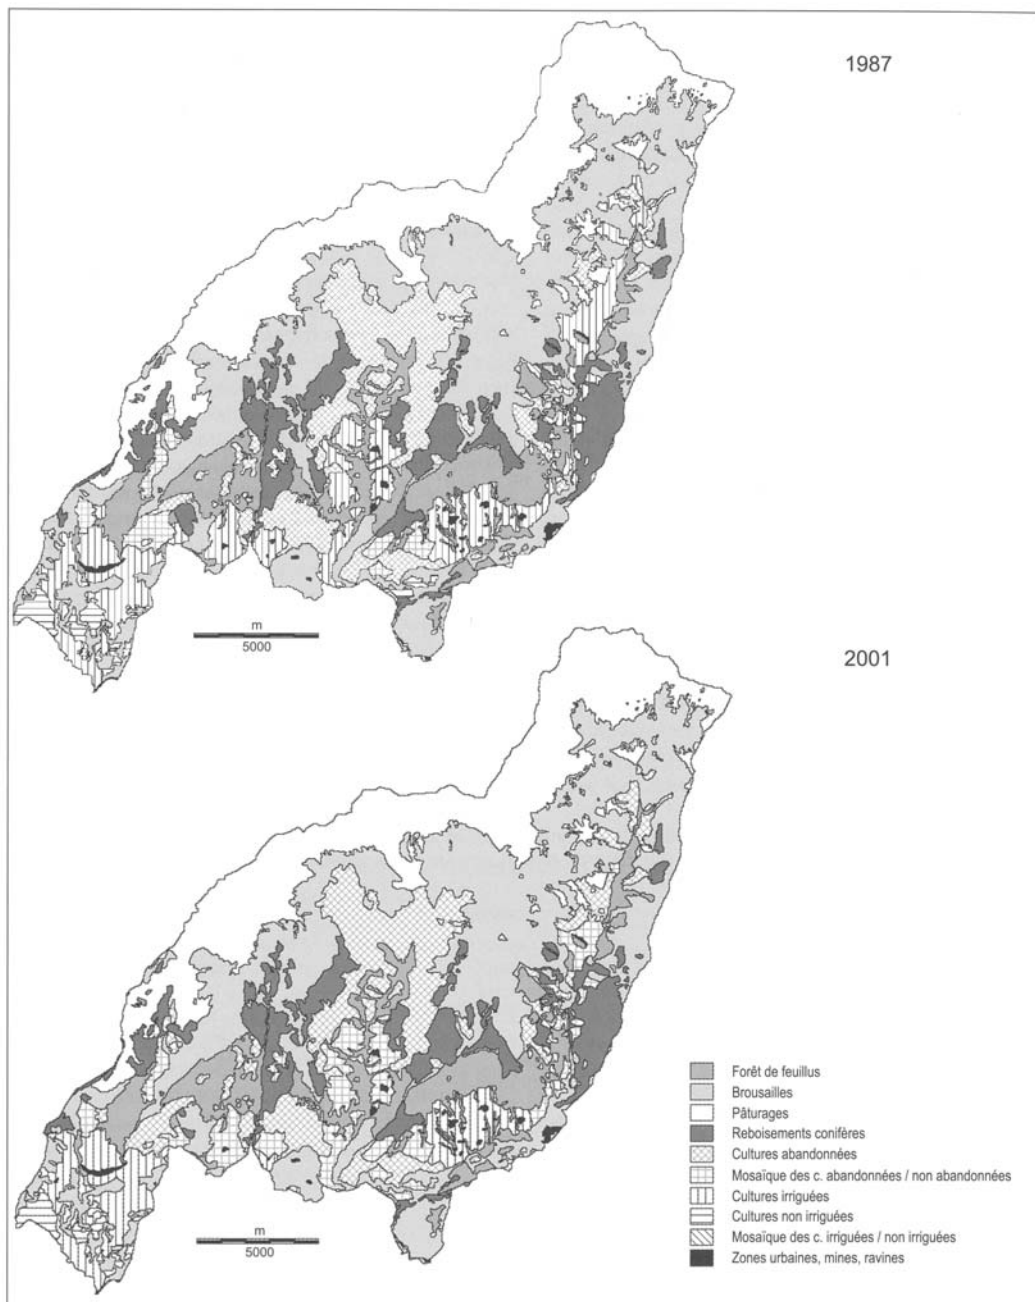 1987
m
5000
2001
Forêt de feuillus
Brousailles
Pâturages
Reboisements conifères
Cultures abandonnées
Mosaïque des c. abandonnées / non abandonnées
Cultures irriguées
Cultures non irriguées
Mosaïque des c. irriguées / non irriguées
Zones urbaines, mines, ravines
m
5000